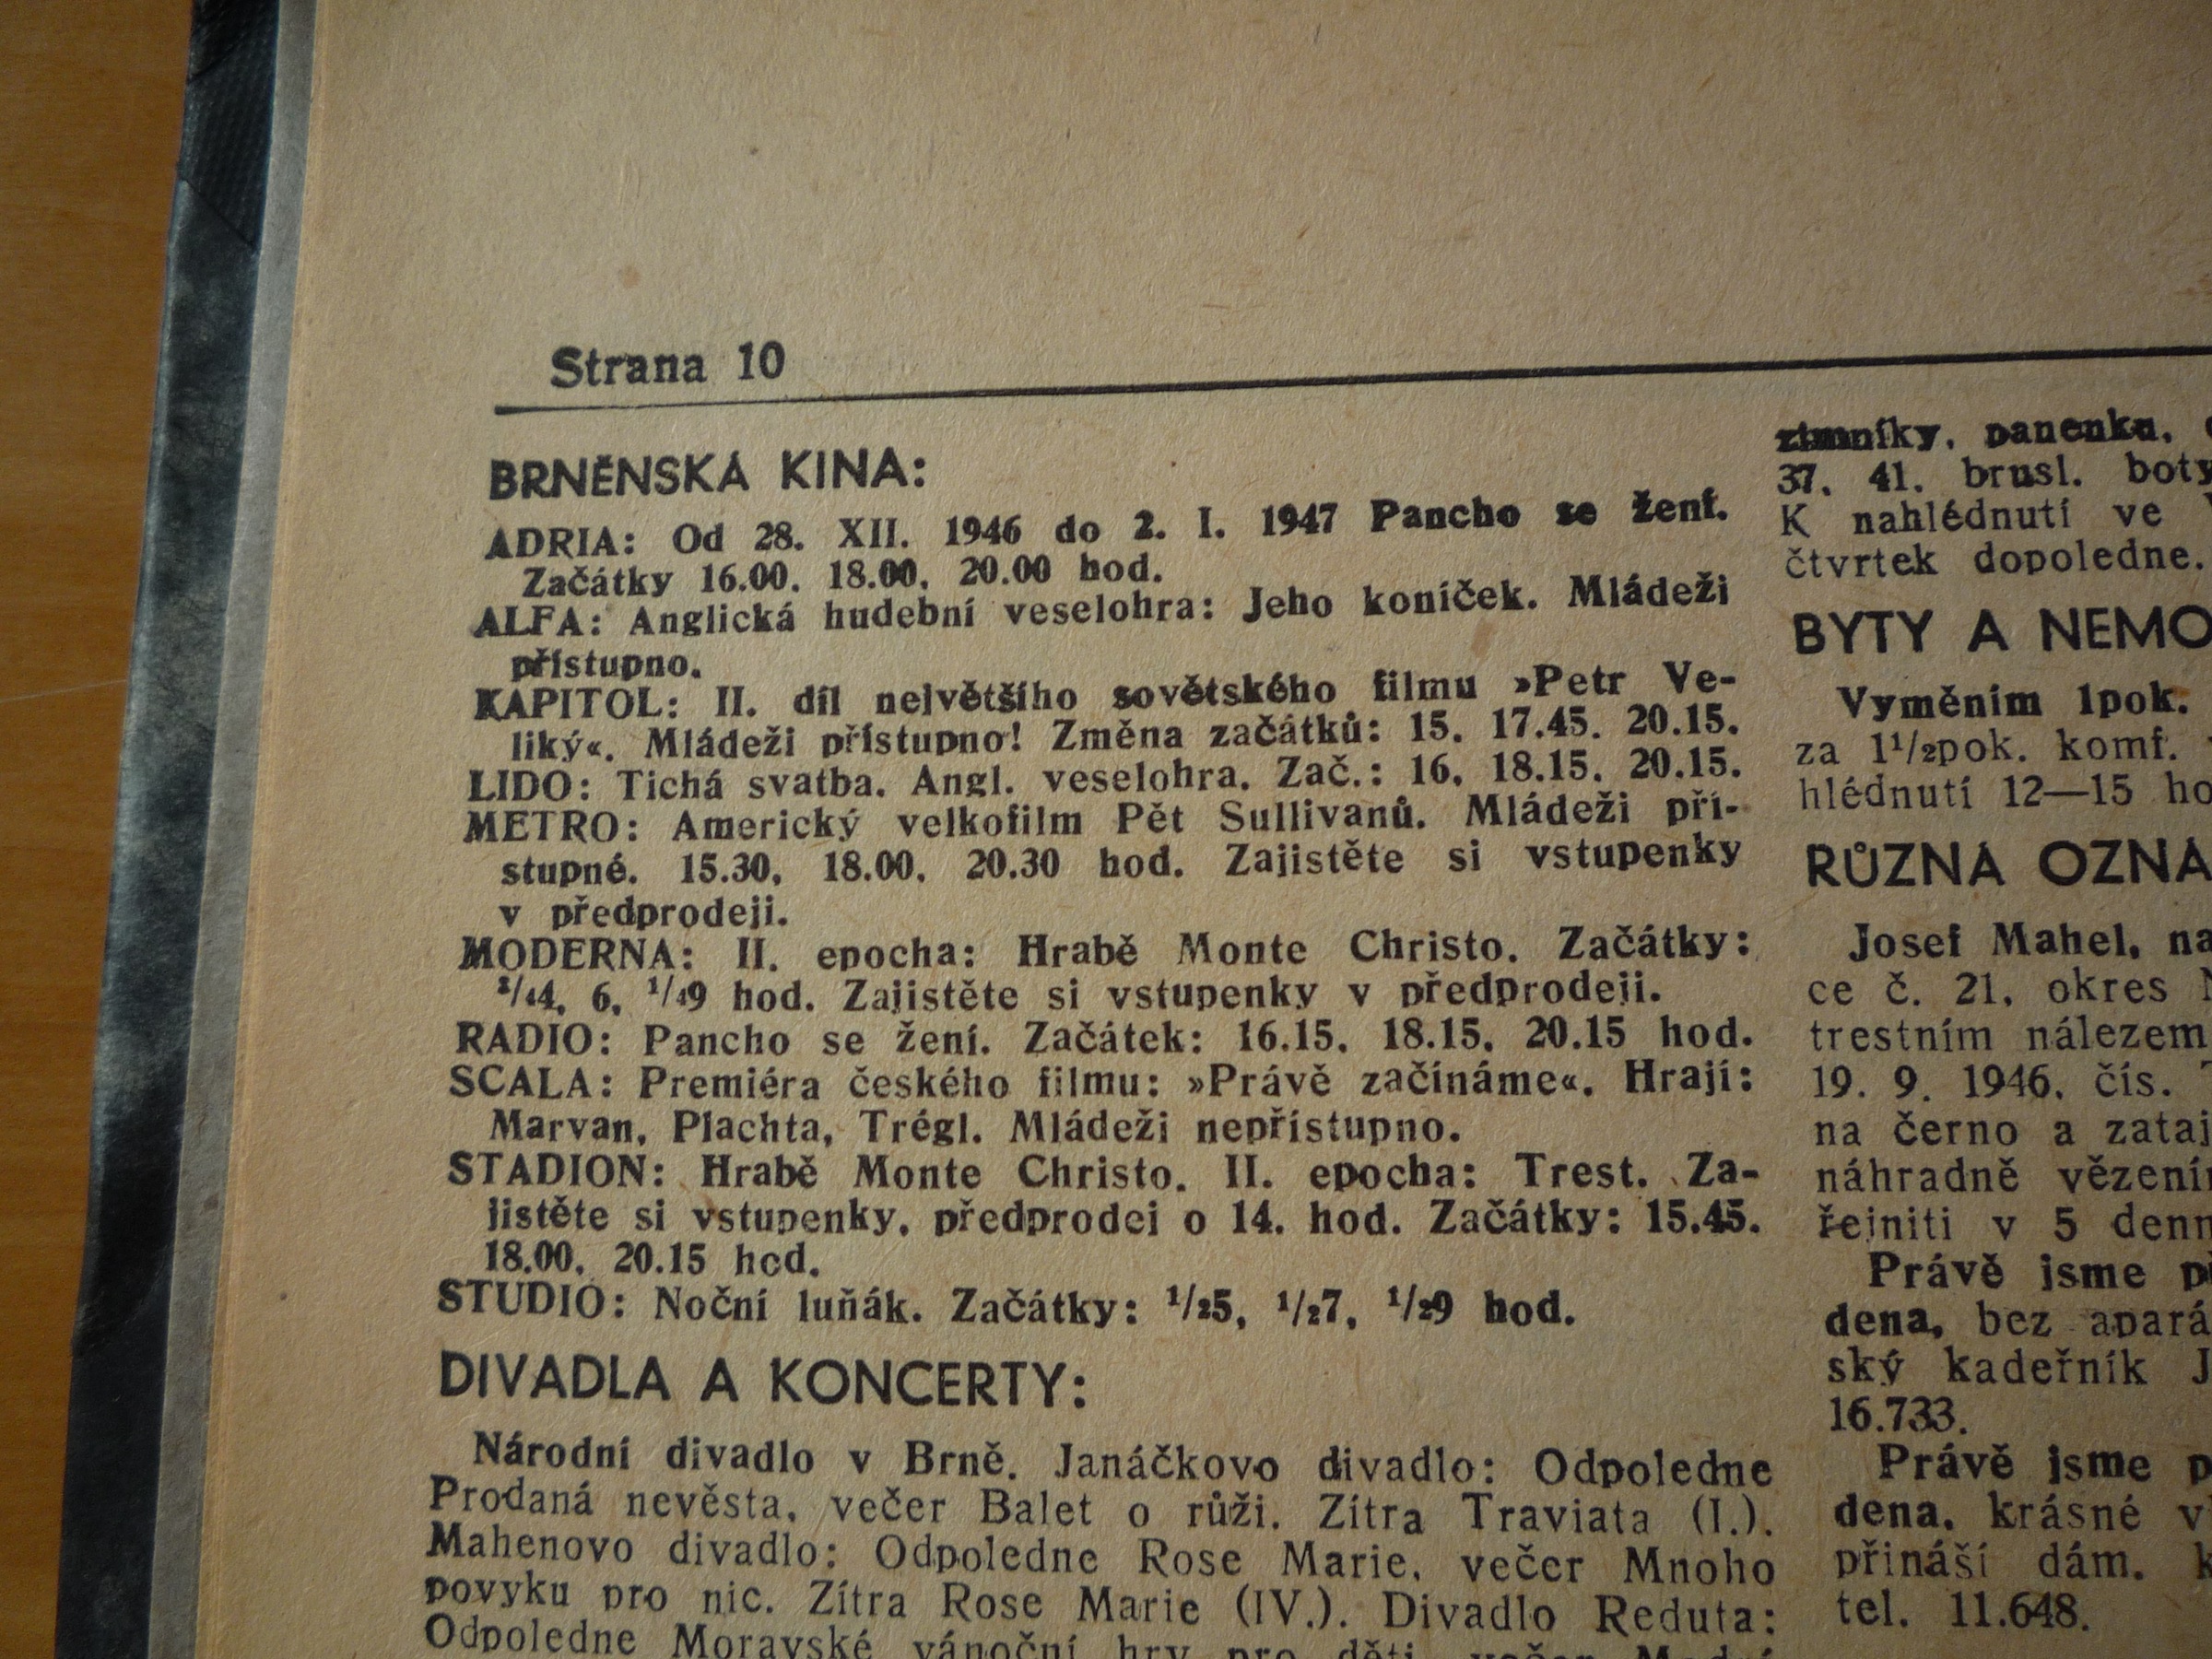 Strana 10
BRNĚNSKÁ KINA:
ADRIA: Od 28. XII. 1946 do 2. I. 1947 Pancho se žení.
Začátky 16.00, 18.00, 20.00 hod.
ALFA: Anglická hudební veselohra: Jeho koníček. Mládeži
přístupno.
KAPITOL: II. díl největšího sovětského filmu »Petr Ve-
liký«. Mládeži přístupno! Změna začátků: 15, 17.45, 20.15.
LIDO: Tichá svatba. Angl. veselohra. Zač.: 16, 18.15, 20.15.
METRO: Americký velkofilm Pět Sullivanů. Mládeži pří-
stupné. 15.30, 18.00, 20.30 hod. Zajistěte si vstupenky
v předprodeji.
MODERNA: II. epocha: Hrabě Monte Christo. Začátky:
³/₄4, 6, ¹/₄9 hod. Zajistěte si vstupenky v předprodeji.
RADIO: Pancho se žení. Začátek: 16.15, 18.15, 20.15 hod.
SCALA: Premiéra českého filmu: »Právě začínáme«. Hrají:
Marvan, Plachta, Trégl. Mládeži nepřístupno.
STADION: Hrabě Monte Christo. II. epocha: Trest. Za-
jistěte si vstupenky, předprodej o 14. hod. Začátky: 15.45,
18.00, 20.15 hod.
STUDIO: Noční luňák. Začátky: ¹/₂5, ¹/₂7, ¹/₂9 hod.
DIVADLA A KONCERTY:
Národní divadlo v Brně. Janáčkovo divadlo: Odpoledne
Prodaná nevěsta, večer Balet o růži. Zítra Traviata (I.).
Mahenovo divadlo: Odpoledne Rose Marie, večer Mnoho
povyku pro nic. Zítra Rose Marie (IV.). Divadlo Reduta:
Odpoledne Moravské vánoční hry pro děti, večer
zimníky, panenku,
37, 41, brusl. boty
K nahlédnutí ve
čtvrtek dopoledne.
BYTY A NEMO
Vyměním 1pok.
za 1¹/₂pok. komf.
hlédnutí 12—15 ho
RŮZNÁ OZNÁ
Josef Mahel, na
ce č. 21, okres
trestním nálezem
19. 9. 1946, čís.
na černo a zataj
náhradně vězením
řejniti v 5 denn
Právě jsme p
dena, bez apará
ský kadeřník J
16.733.
Právě jsme p
dena, krásné v
přináší dám. k
tel. 11.648.